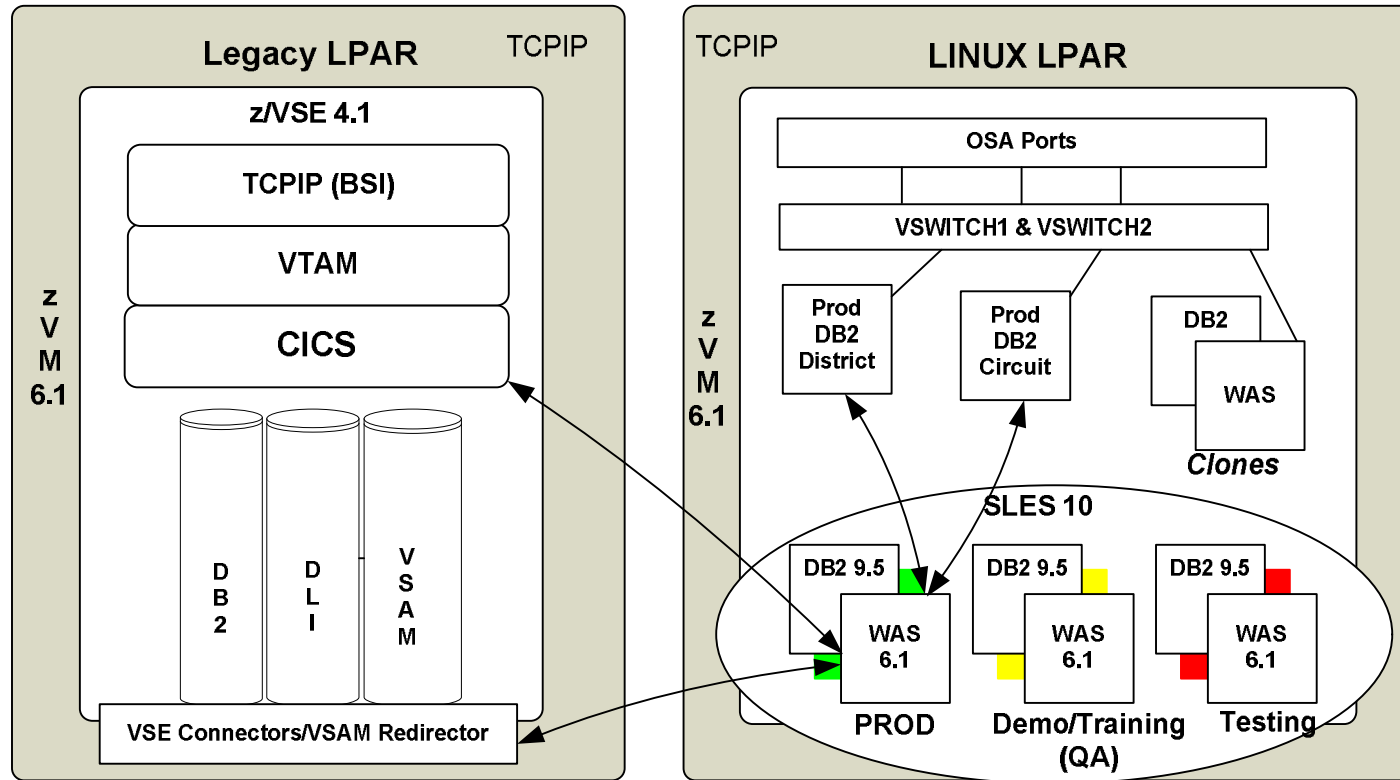 Legacy LPAR
TCPIP
z/VSE 4.1
TCPIP (BSI)
VTAM
CICS
z
V
M
6.1
D
B
2
D
L
I
V
S
A
M
VSE Connectors/VSAM Redirector
TCPIP
LINUX LPAR
OSA Ports
VSWITCH1 & VSWITCH2
z
V
M
6.1
Prod
DB2
District
Prod
DB2
Circuit
DB2
WAS
Clones
SLES 10
DB2 9.5
WAS
6.1
PROD
DB2 9.5
WAS
6.1
Demo/Training
(QA)
DB2 9.5
WAS
6.1
Testing